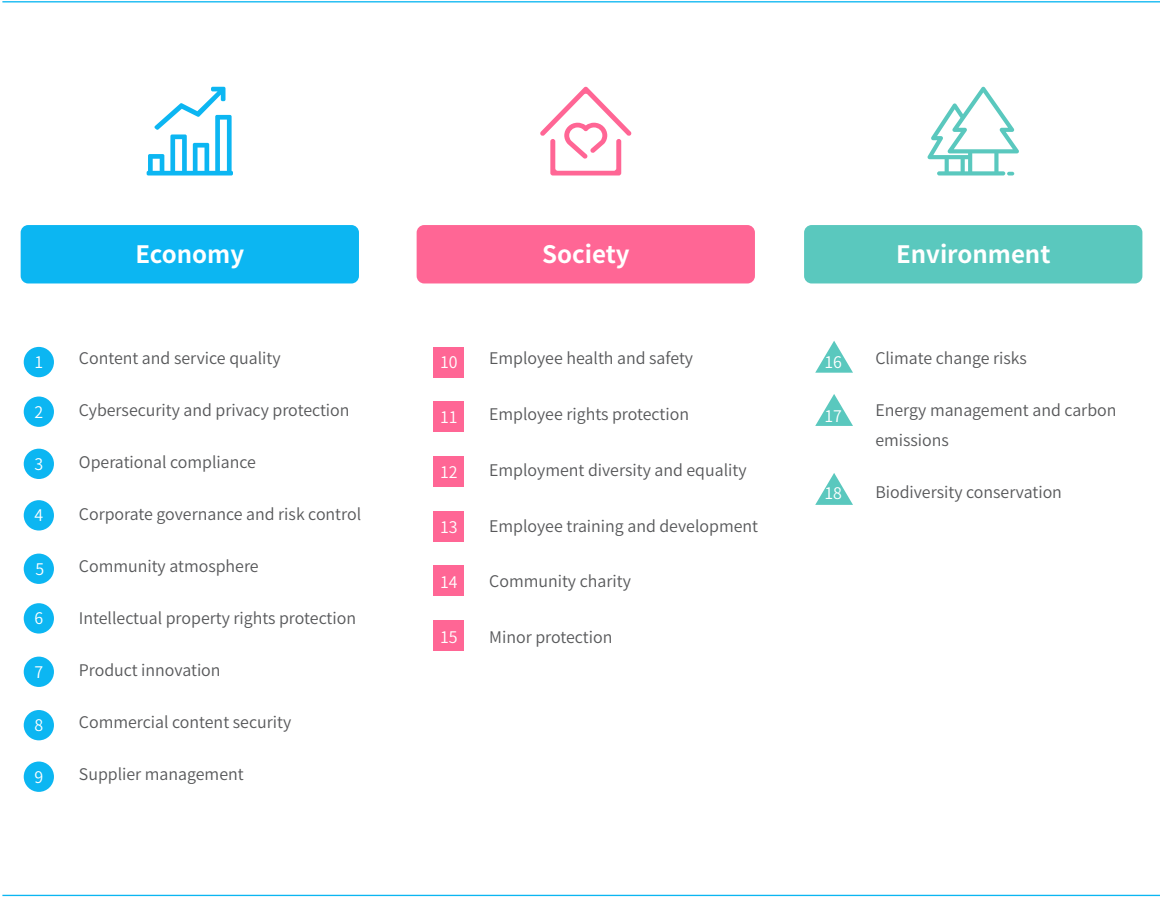 Economy
1 Content and service quality
2 Cybersecurity and privacy protection
3 Operational compliance
4 Corporate governance and risk control
5 Community atmosphere
6 Intellectual property rights protection
7 Product innovation
8 Commercial content security
9 Supplier management
Society
10 Employee health and safety
11 Employee rights protection
12 Employment diversity and equality
13 Employee training and development
14 Community charity
15 Minor protection
Environment
16 Climate change risks
17 Energy management and carbon
emissions
18 Biodiversity conservation